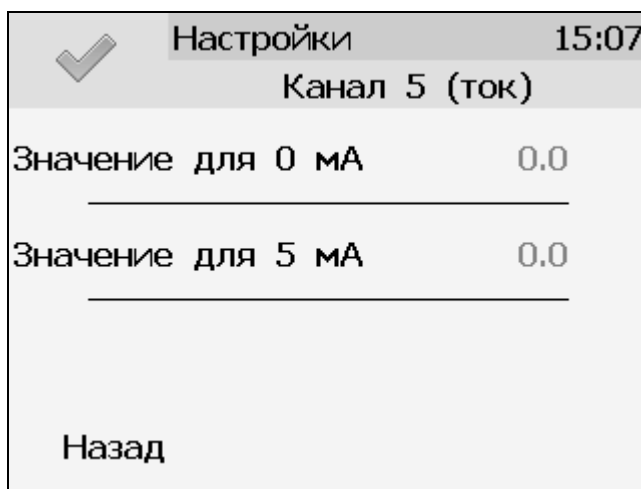 Настройки 15:07
Канал 5 (ток)
Значение для 0 мА 0.0
Значение для 5 мА 0.0
Назад